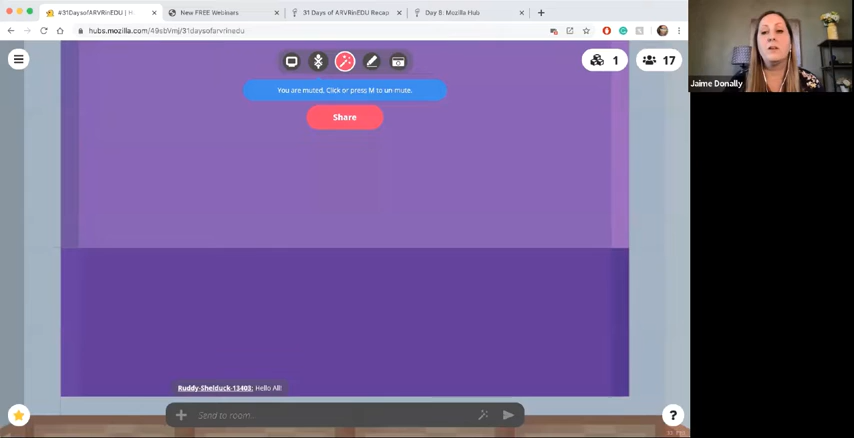 #31DaysofARVRinEDU | H
New FREE Webinars
31 Days of ARVRinEDU Recap
Day 8: Mozilla Hub
hubs.mozilla.com/49sbVmj/31daysofarvrinedu
1
17
You are muted, Click or press M to un mute.
Share
Jaime Donally
Ruddy-Shelduck-13403: Hello All!
Send to room...
?